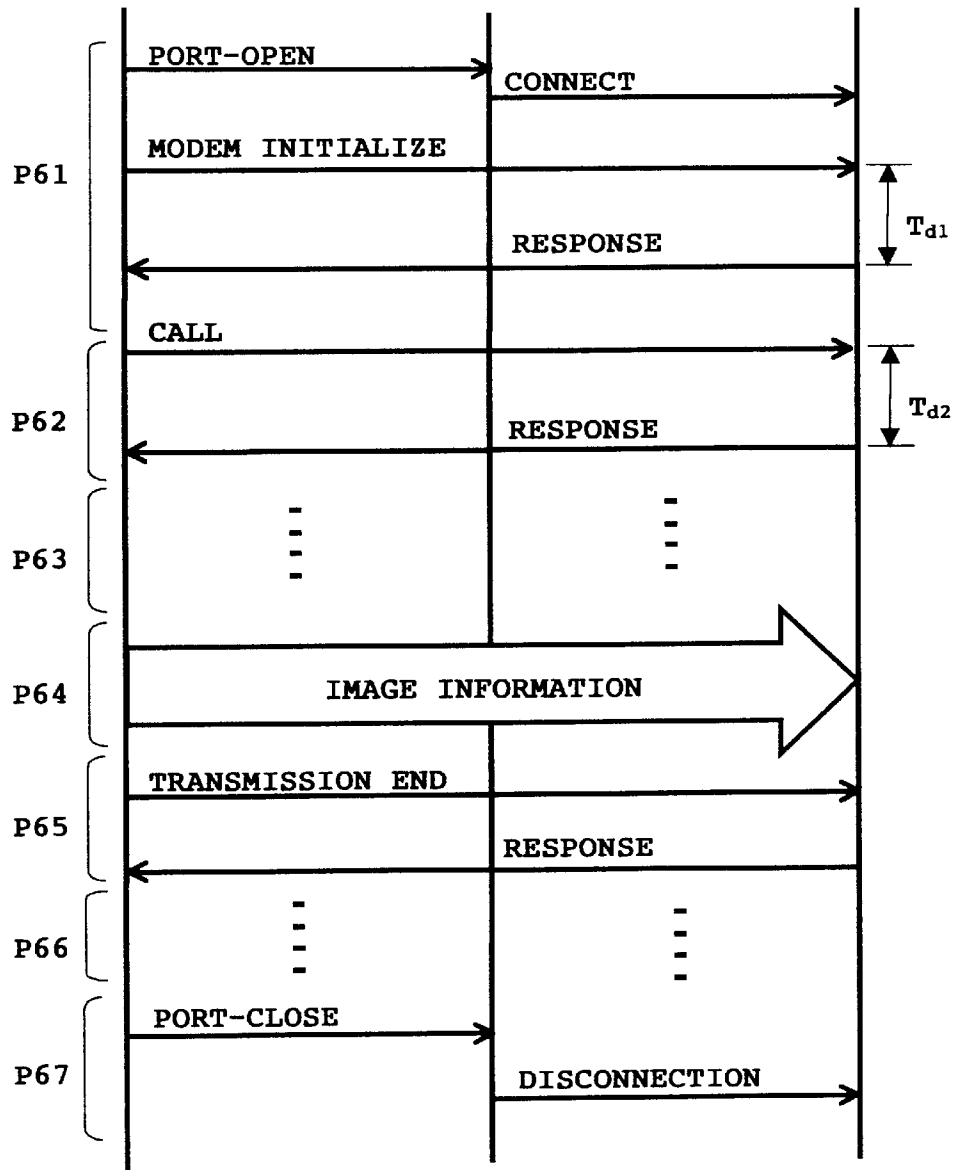 PORT-OPEN
CONNECT
MODEM INITIALIZE
P61
Td1
RESPONSE
CALL
P62
Td2
RESPONSE
P63
IMAGE INFORMATION
P64
TRANSMISSION END
P65
RESPONSE
P66
PORT-CLOSE
P67
DISCONNECTION